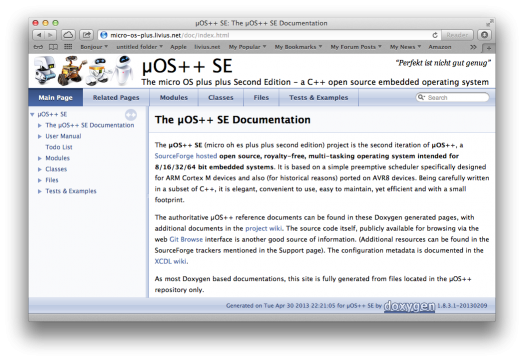 µOS++ SE: The µOS++ SE Documentation
micro-os-plus.livius.net/doc/index.html
Reader
Bonjour ▾ untitled folder ▾ Apple livius.net My Popular ▾ My Bookmarks ▾ My Forum Posts ▾ My News ▾ Amazon »
µOS++ SE
"Perfekt ist nicht gut genug"
The micro OS plus plus Second Edition – a C++ open source embedded operating system
Main Page Related Pages Modules Classes Files Tests & Examples Search
µOS++ SE
The µOS++ SE Documentation
User Manual
Todo List
Modules
Classes
Files
Tests & Examples
The µOS++ SE Documentation
The µOS++ SE (micro oh es plus plus second edition) project is the second iteration of µOS++, a
SourceForge hosted open source, royalty-free, multi-tasking operating system intended for
8/16/32/64 bit embedded systems. It is based on a simple preemptive scheduler specifically designed
for ARM Cortex M devices and also (for historical reasons) ported on AVR8 devices. Being carefully written
in a subset of C++, it is elegant, convenient to use, easy to maintain, yet efficient and with a small
footprint.
The authoritative µOS++ reference documents can be found in these Doxygen generated pages, with
additional documents in the project wiki. The source code itself, publicly available for browsing via the
web Git Browse interface is another good source of information. (Additional resources can be found in the
SourceForge trackers mentioned in the Support page). The configuration metadata is documented in the
XCDL wiki.
As most Doxygen based documentations, this site is fully generated from files located in the µOS++
repository only.
Generated on Tue Apr 30 2013 22:21:05 for µOS++ SE by doxygen 1.8.3.1-20130209